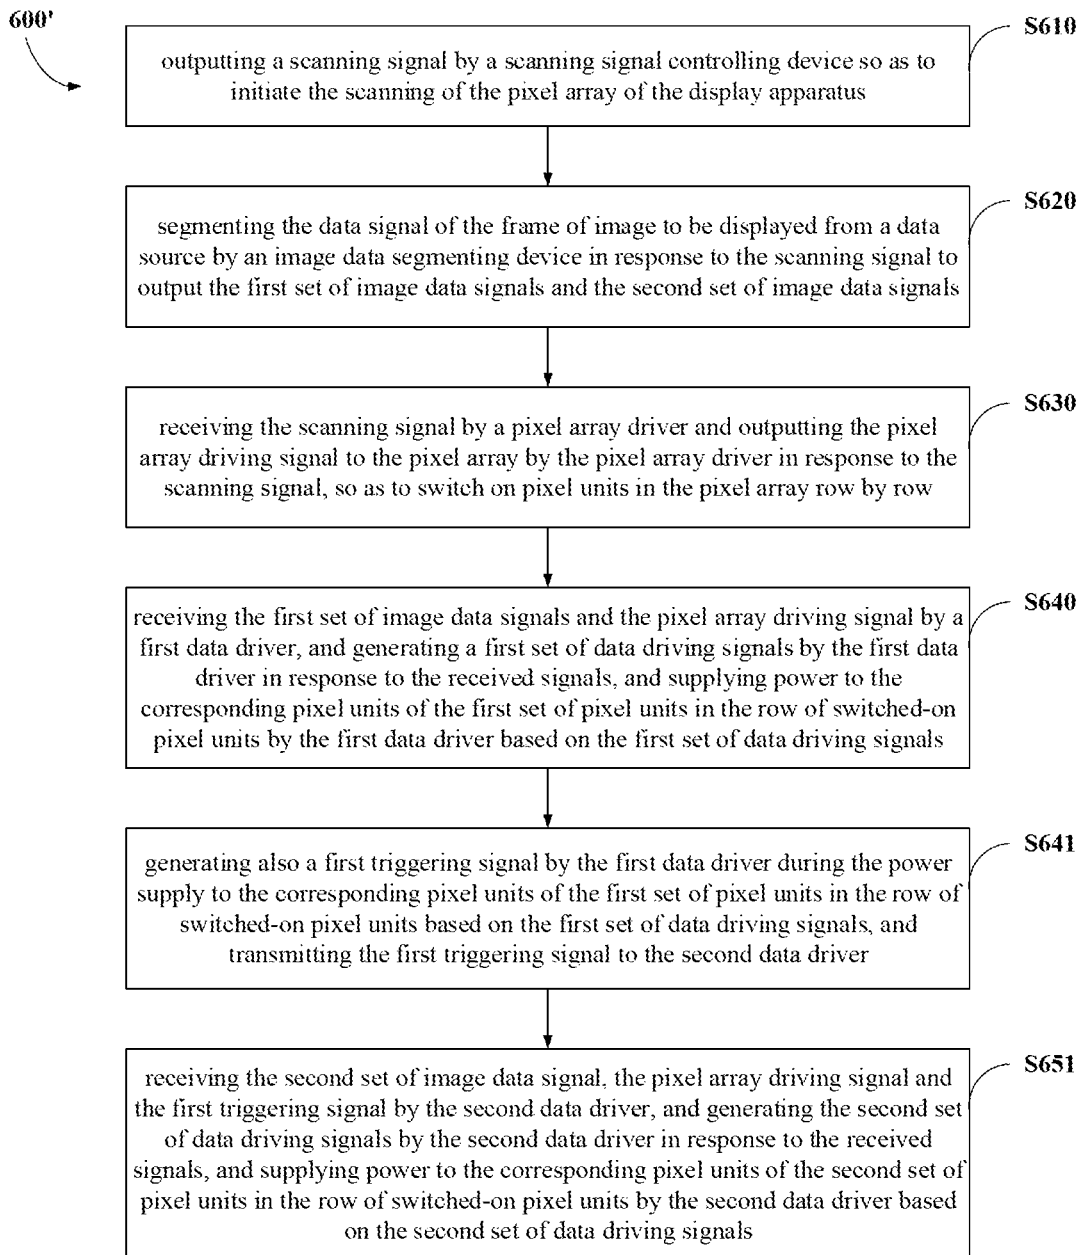 600'
S610
outputting a scanning signal by a scanning signal controlling device so as to
initiate the scanning of the pixel array of the display apparatus
S620
segmenting the data signal of the frame of image to be displayed from a data
source by an image data segmenting device in response to the scanning signal to
output the first set of image data signals and the second set of image data signals
S630
receiving the scanning signal by a pixel array driver and outputting the pixel
array driving signal to the pixel array by the pixel array driver in response to the
scanning signal, so as to switch on pixel units in the pixel array row by row
S640
receiving the first set of image data signals and the pixel array driving signal by a
first data driver, and generating a first set of data driving signals by the first data
driver in response to the received signals, and supplying power to the
corresponding pixel units of the first set of pixel units in the row of switched-on
pixel units by the first data driver based on the first set of data driving signals
S641
generating also a first triggering signal by the first data driver during the power
supply to the corresponding pixel units of the first set of pixel units in the row of
switched-on pixel units based on the first set of data driving signals, and
transmitting the first triggering signal to the second data driver
S651
receiving the second set of image data signal, the pixel array driving signal and
the first triggering signal by the second data driver, and generating the second set
of data driving signals by the second data driver in response to the received
signals, and supplying power to the corresponding pixel units of the second set of
pixel units in the row of switched-on pixel units by the second data driver based
on the second set of data driving signals